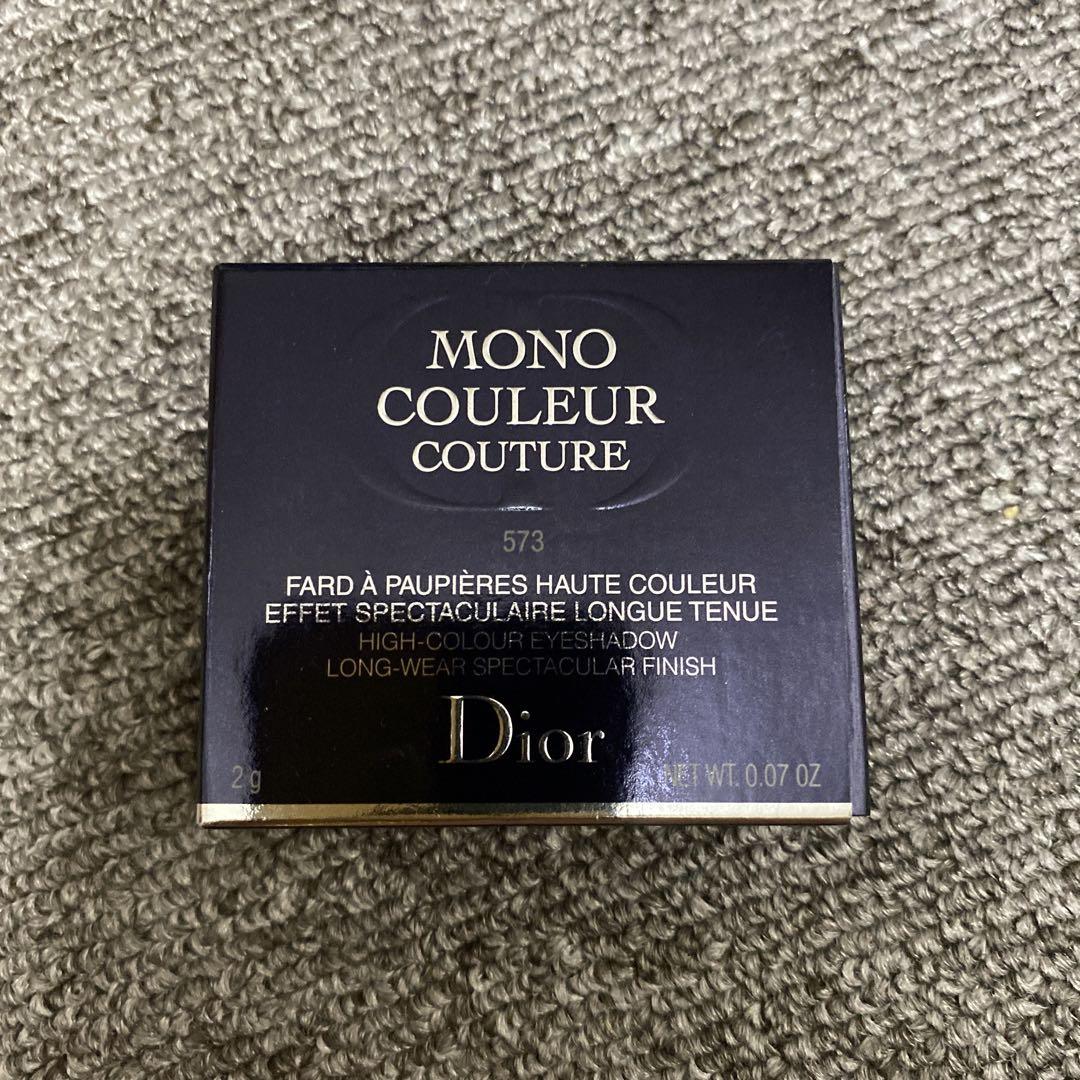 MONO
COULEUR
COUTURE
573
FARD À PAUPIÈRES HAUTE COULEUR
EFFET SPECTACULAIRE LONGUE TENUE
HIGH-COLOUR EYESHADOW
LONG-WEAR SPECTACULAR FINISH
Dior
2 g NET WT. 0.07 OZ